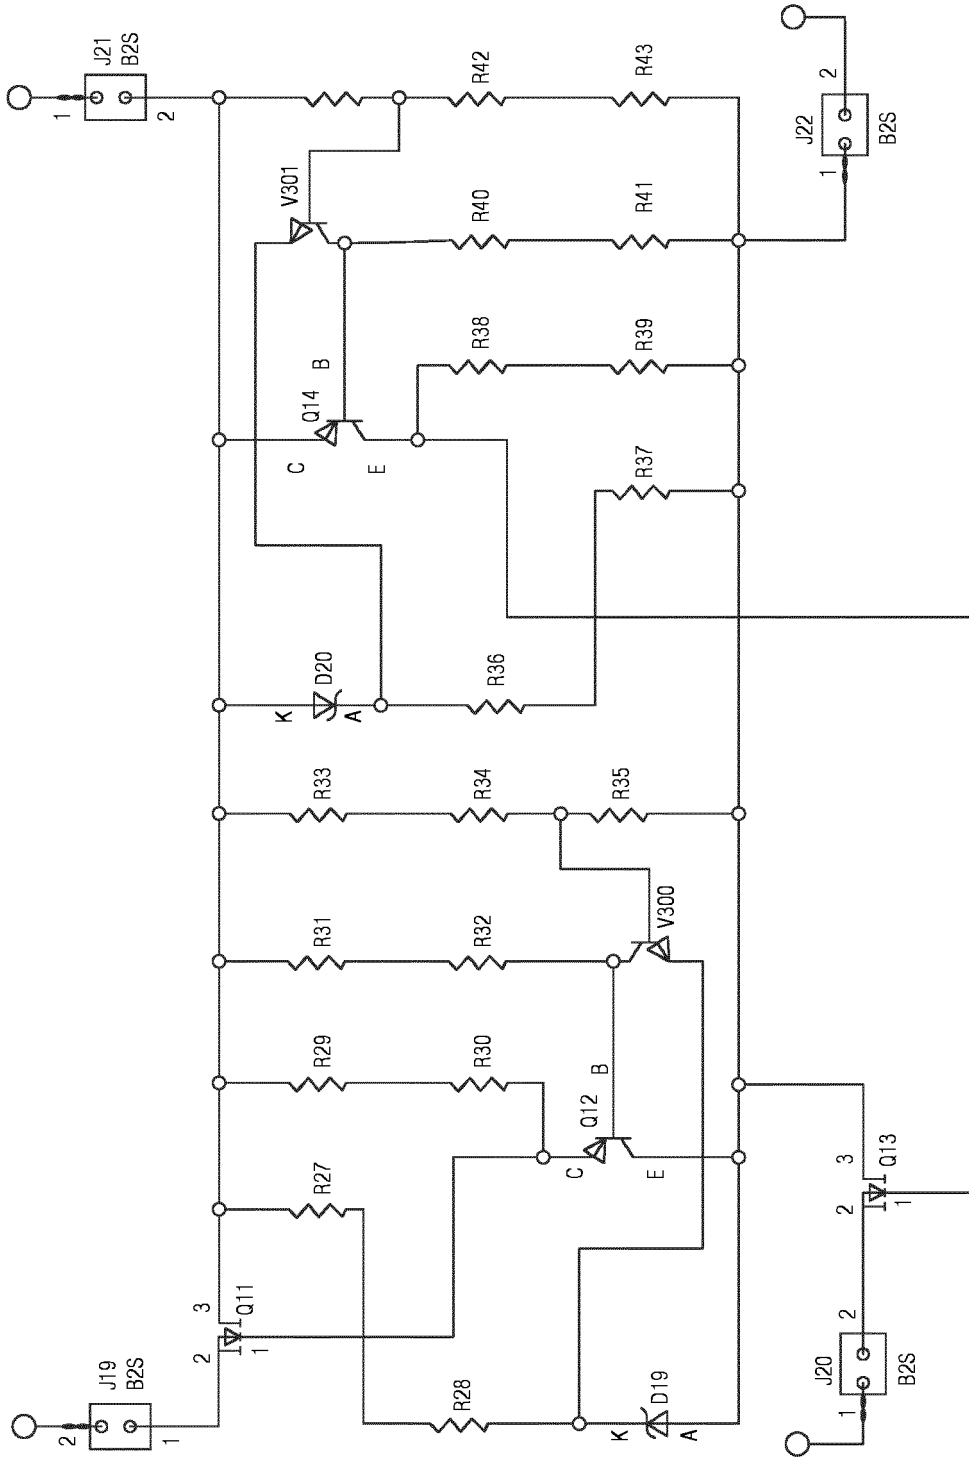 J19
B2S
2
1
3
2
Q11
1
R27
R28
K
D19
A
R29
R30
C
Q12
B
E
R31
R32
V300
R33
R34
R35
K
D20
A
R36
R37
C
Q14
B
E
R38
R39
V301
R40
R41
J21
B2S
1
2
R42
R43
J22
B2S
1
2
J20
B2S
1
2
2
3
Q13
1